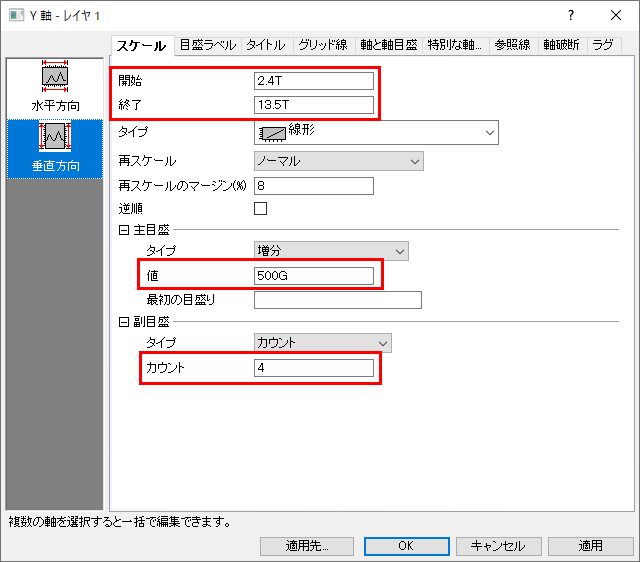 Y 軸 - レイヤ 1
スケール 目盛ラベル タイトル グリッド線 軸と軸目盛 特別な軸... 参照線 軸破断 ラグ
水平方向
垂直方向
開始 2.4T
終了 13.5T
タイプ 線形
再スケール ノーマル
再スケールのマージン(%) 8
逆順
主目盛
タイプ 増分
値 500G
最初の目盛り
副目盛
タイプ カウント
カウント 4
複数の軸を選択すると一括で編集できます。
適用先... OK キャンセル 適用